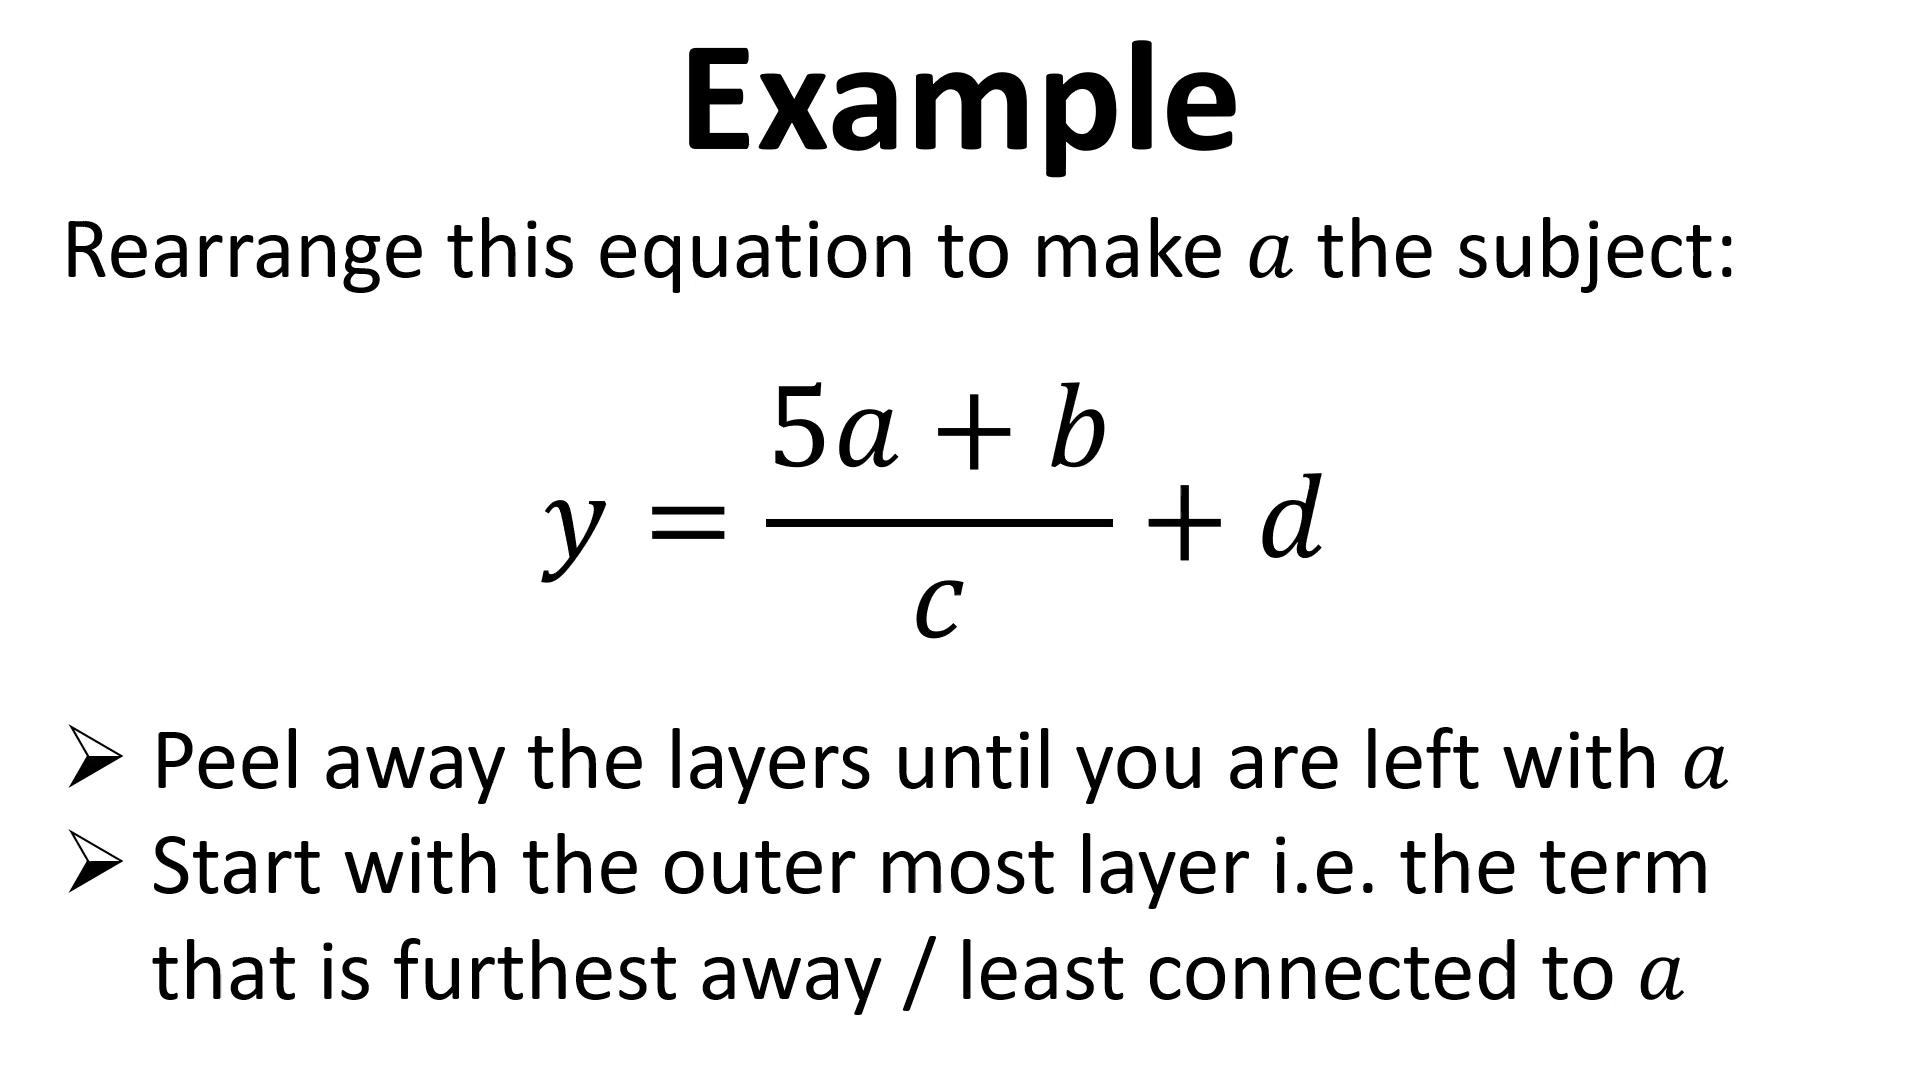 Example
Rearrange this equation to make a the subject:
y = (5a + b)/c + d
➢ Peel away the layers until you are left with a
➢ Start with the outer most layer i.e. the term
that is furthest away / least connected to a